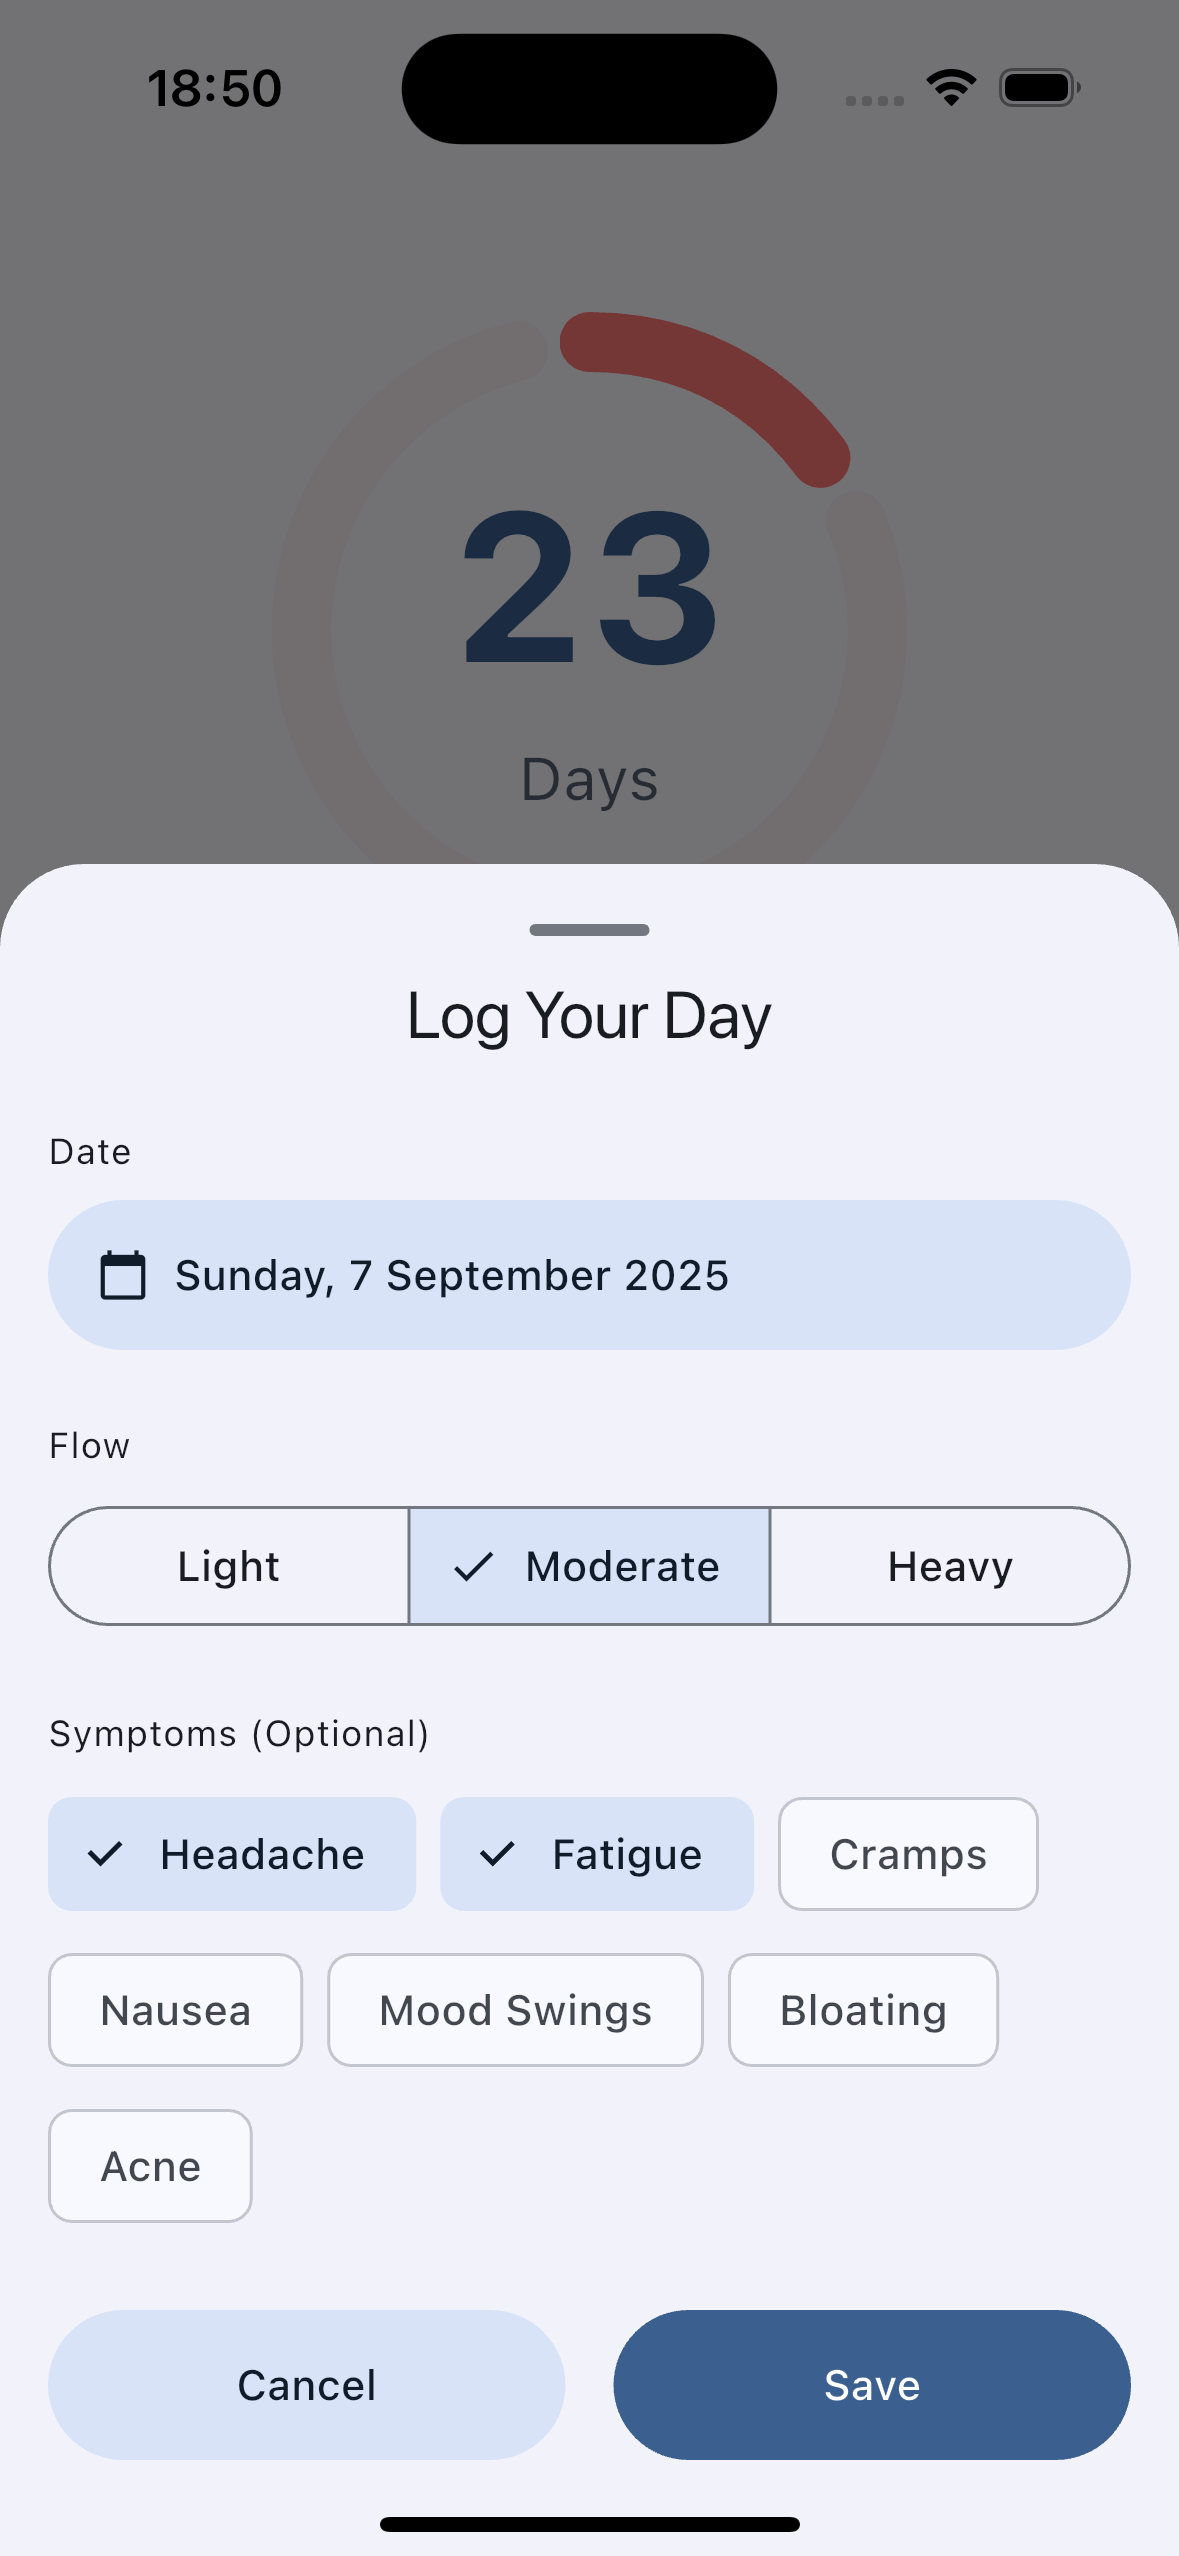 18:50
23
Days
Log Your Day
Date
Sunday, 7 September 2025
Flow
Light Moderate Heavy
Symptoms (Optional)
Headache Fatigue Cramps
Nausea Mood Swings Bloating
Acne
Cancel Save